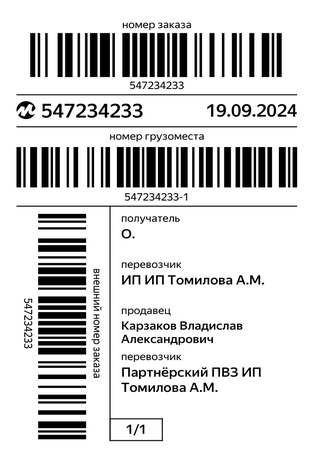 номер заказа
547234233
547234233 19.09.2024
номер грузоместа
547234233-1
получатель
О.
перевозчик
ИП ИП Томилова А.М.
продавец
Карзаков Владислав
Александрович
перевозчик
Партнёрский ПВЗ ИП
Томилова А.М.
1/1
внешний номер заказа
547234233